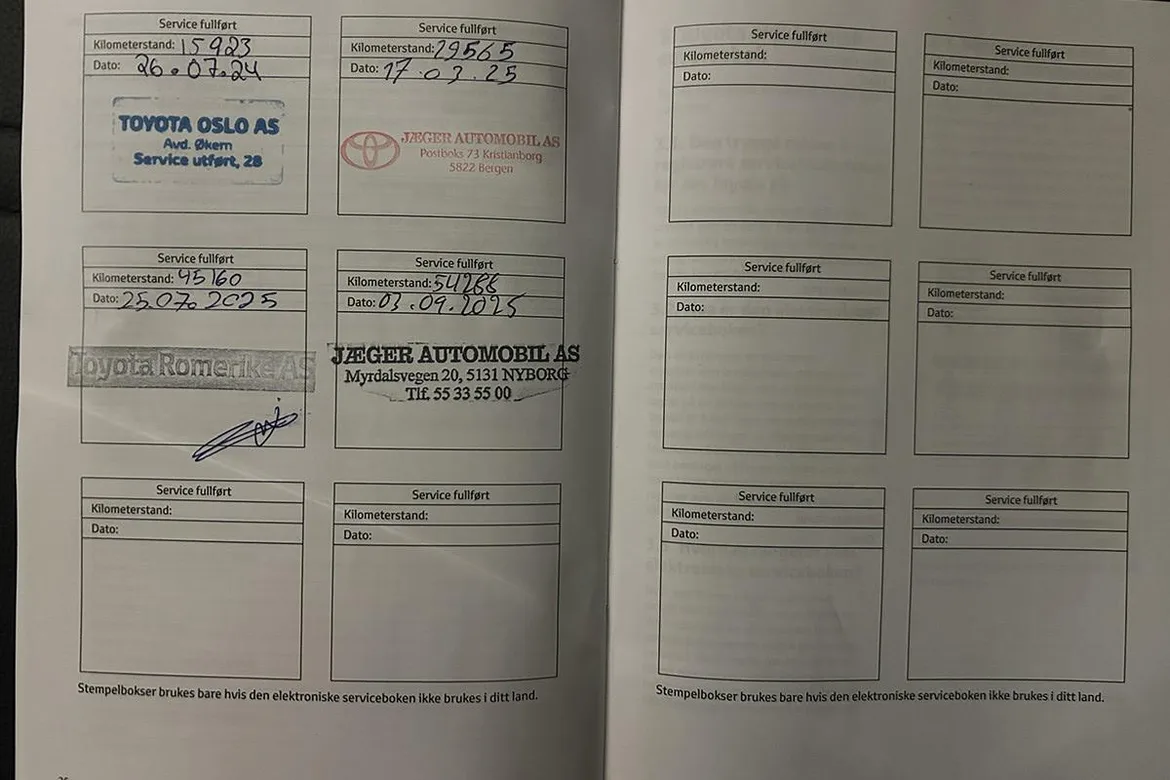 Service fullført
Kilometerstand: 15923
Dato: 26.07.24
TOYOTA OSLO AS
Avd. Økern
Service utført, 28
Service fullført
Kilometerstand: 29565
Dato: 17.03.25
JÆGER AUTOMOBIL AS
Postboks 73 Kristianborg
5822 Bergen
Service fullført
Kilometerstand: 45160
Dato: 25.07.2025
Toyota Romerike AS
Service fullført
Kilometerstand: 54288
Dato: 03.09.2025
JÆGER AUTOMOBIL AS
Myrdalsvegen 20, 5131 NYBORG
Tlf. 55 33 55 00
Service fullført
Kilometerstand:
Dato:
Service fullført
Kilometerstand:
Dato:
Stempelbokser brukes bare hvis den elektroniske serviceboken ikke brukes i ditt land.
Service fullført
Kilometerstand:
Dato:
Service fullført
Kilometerstand:
Dato:
Service fullført
Kilometerstand:
Dato:
Service fullført
Kilometerstand:
Dato:
Service fullført
Kilometerstand:
Dato:
Service fullført
Kilometerstand:
Dato:
Stempelbokser brukes bare hvis den elektroniske serviceboken ikke brukes i ditt land.